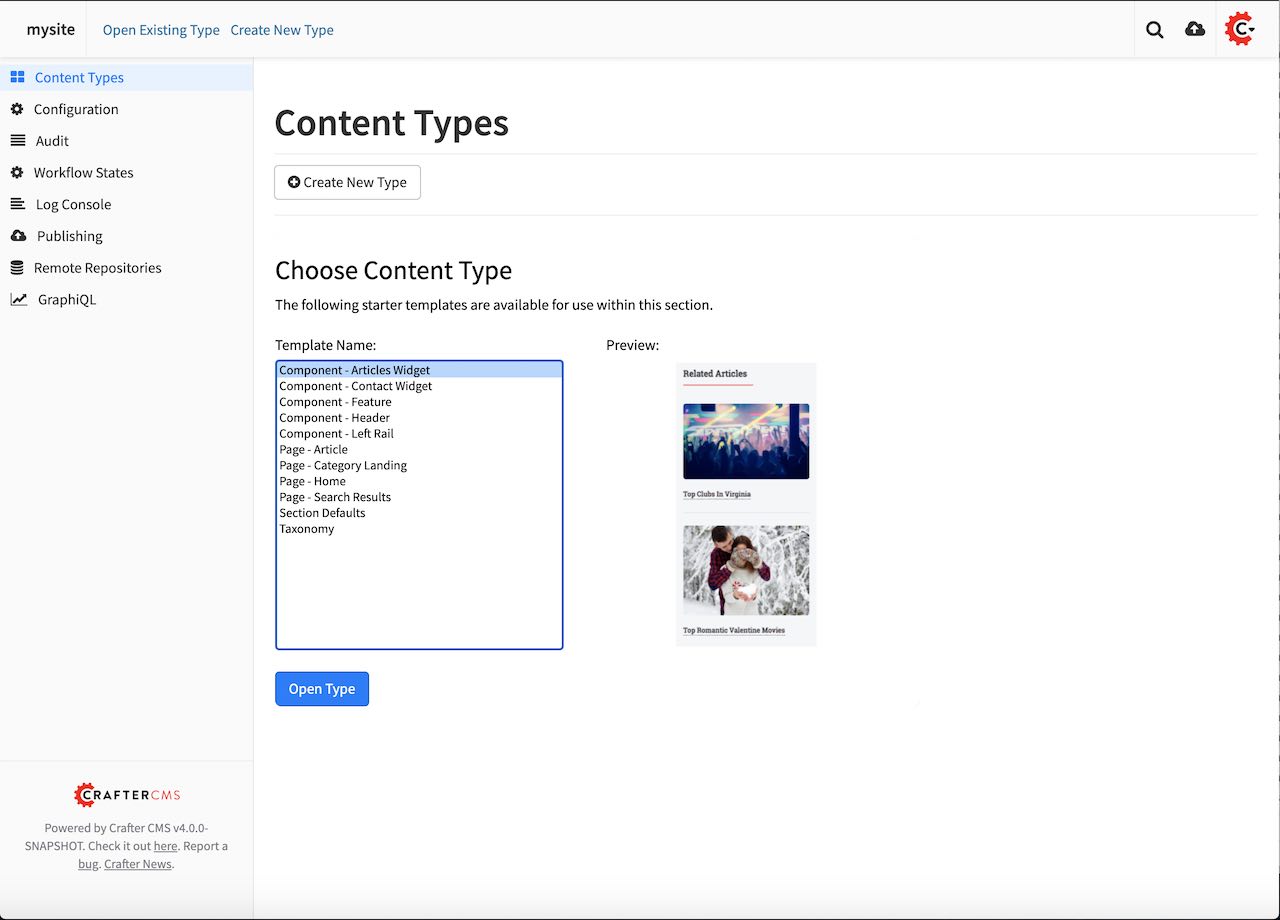 mysite
Open Existing Type
Create New Type
Content Types
Configuration
Audit
Workflow States
Log Console
Publishing
Remote Repositories
GraphiQL
Content Types
Create New Type
Choose Content Type
The following starter templates are available for use within this section.
Template Name:
Component - Articles Widget
Component - Contact Widget
Component - Feature
Component - Header
Component - Left Rail
Page - Article
Page - Category Landing
Page - Home
Page - Search Results
Section Defaults
Taxonomy
Preview:
Related Articles
Top Clubs In Virginia
Top Romantic Valentine Movies
Open Type
CRAFTERCMS
Powered by Crafter CMS v4.0.0-
SNAPSHOT. Check it out here. Report a
bug. Crafter News.